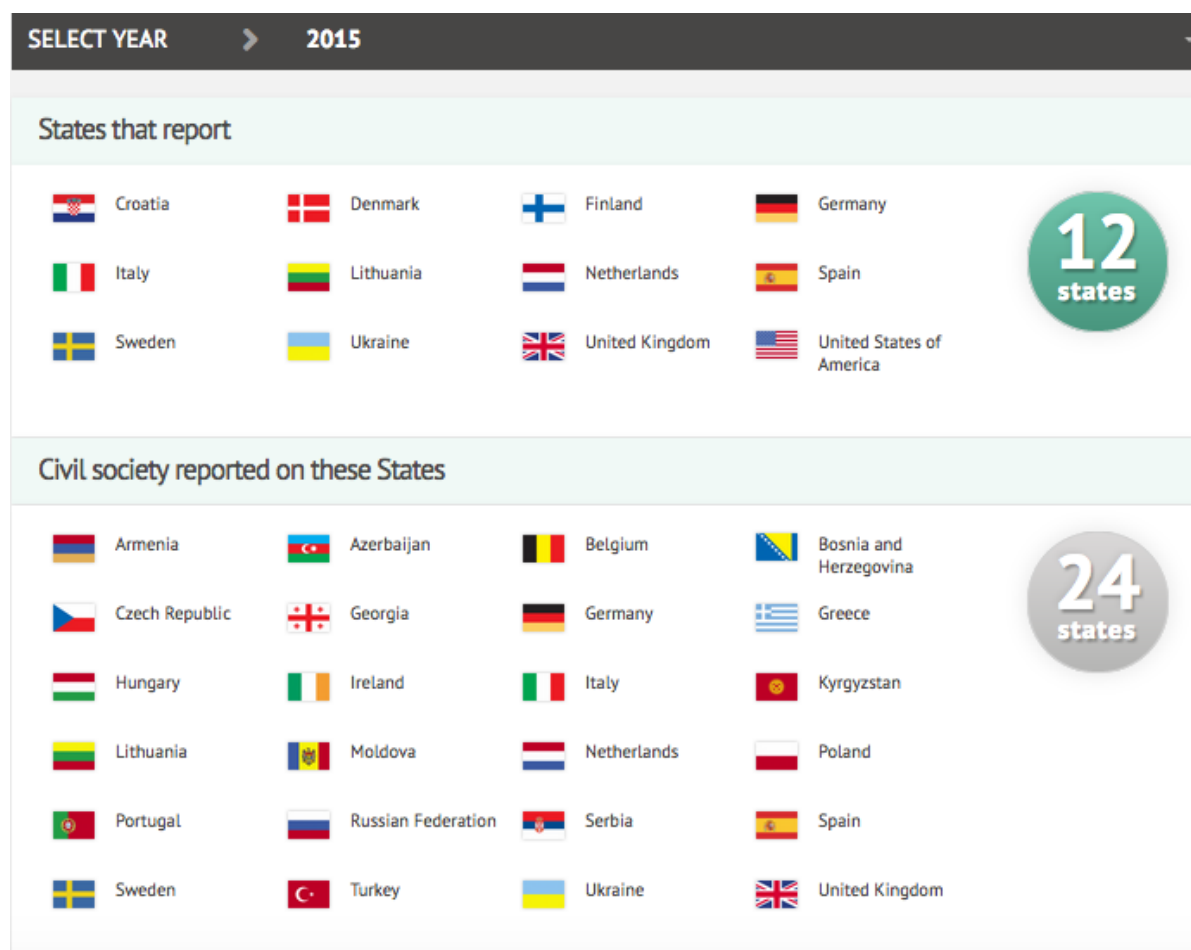 SELECT YEAR 2015
States that report
Croatia Denmark Finland Germany
12
states
Italy Lithuania Netherlands Spain
Sweden Ukraine United Kingdom United States of
America
Civil society reported on these States
Armenia Azerbaijan Belgium Bosnia and
Herzegovina
24
states
Czech Republic Georgia Germany Greece
Hungary Ireland Italy Kyrgyzstan
Lithuania Moldova Netherlands Poland
Portugal Russian Federation Serbia Spain
Sweden Turkey Ukraine United Kingdom